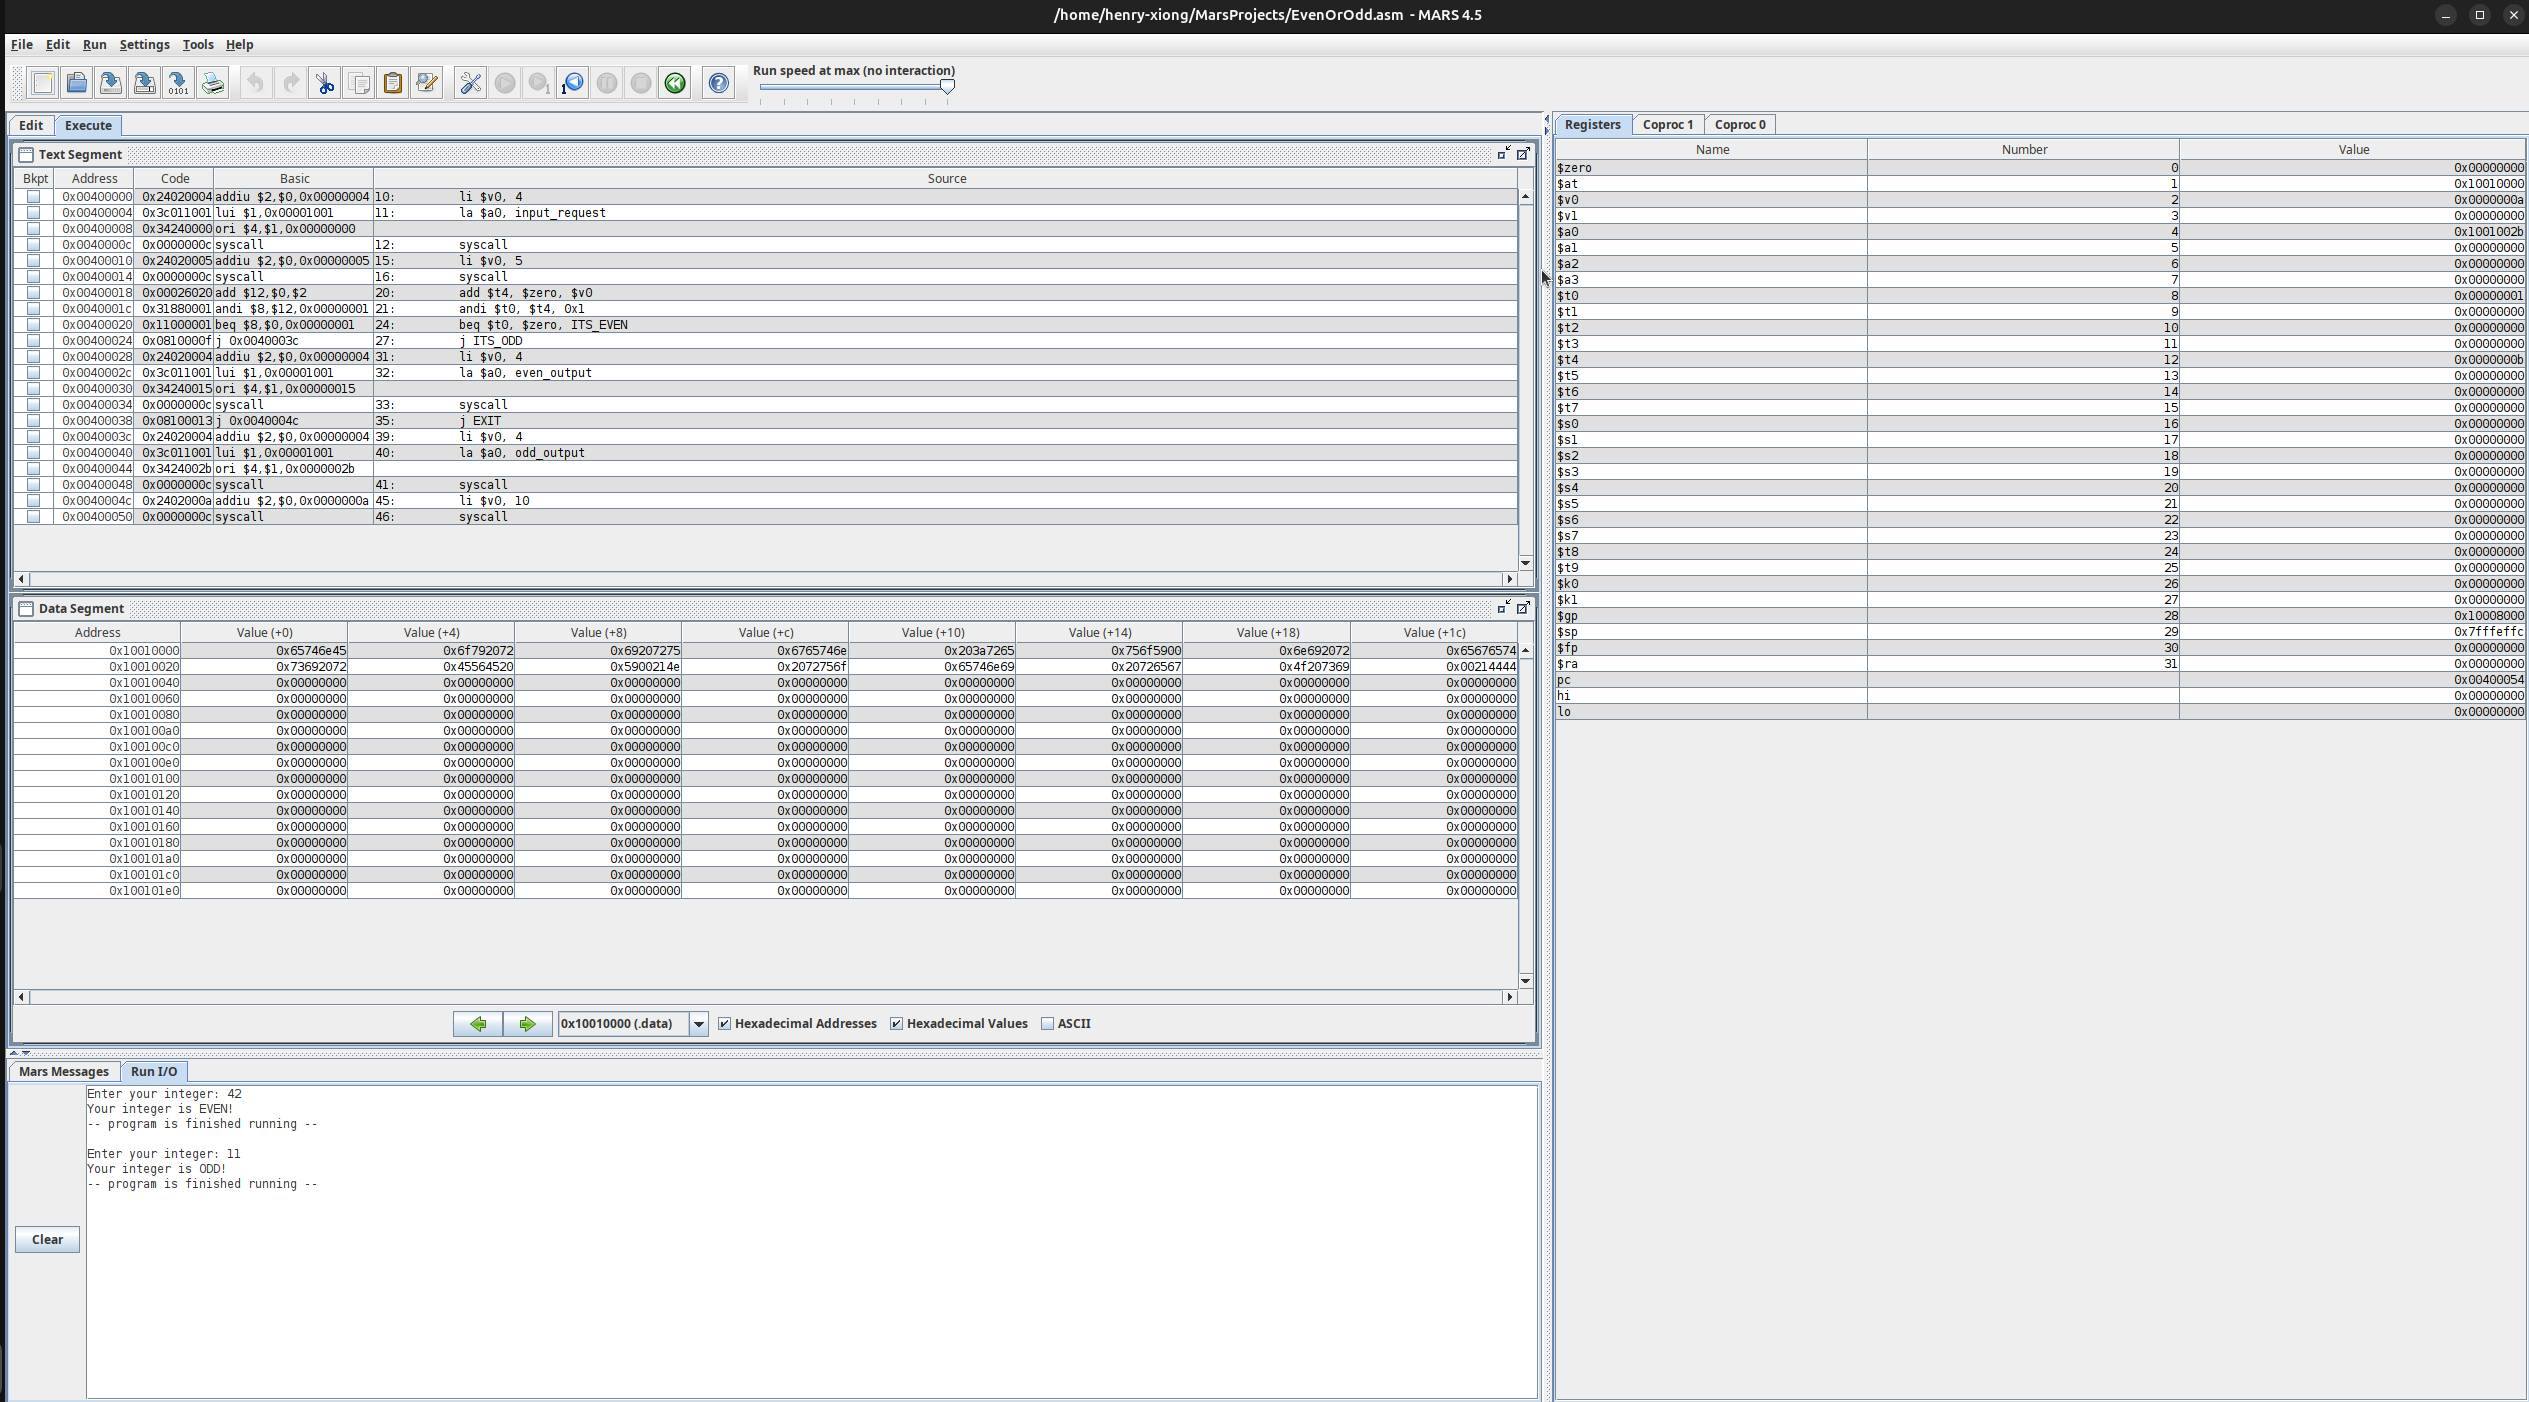 /home/henry-xiong/MarsProjects/EvenOrOdd.asm - MARS 4.5
File Edit Run Settings Tools Help
Run speed at max (no interaction)
Edit Execute
Text Segment
Bkpt Address Code Basic Source
0x00400000 0x24020004 addiu $2,$0,0x00000004 10: li $v0, 4
0x00400004 0x3c011001 lui $1,0x00001001 11: la $a0, input_request
0x00400008 0x34240000 ori $4,$1,0x00000000
0x0040000c 0x0000000c syscall 12: syscall
0x00400010 0x24020005 addiu $2,$0,0x00000005 15: li $v0, 5
0x00400014 0x0000000c syscall 16: syscall
0x00400018 0x00026020 add $12,$0,$2 20: add $t4, $zero, $v0
0x0040001c 0x31880001 andi $8,$12,0x00000001 21: andi $t0, $t4, 0x1
0x00400020 0x11000001 beq $8,$0,0x00000001 24: beq $t0, $zero, ITS_EVEN
0x00400024 0x0810000f j 0x0040003c 27: j ITS_ODD
0x00400028 0x24020004 addiu $2,$0,0x00000004 31: li $v0, 4
0x0040002c 0x3c011001 lui $1,0x00001001 32: la $a0, even_output
0x00400030 0x34240015 ori $4,$1,0x00000015
0x00400034 0x0000000c syscall 33: syscall
0x00400038 0x08100013 j 0x0040004c 35: j EXIT
0x0040003c 0x24020004 addiu $2,$0,0x00000004 39: li $v0, 4
0x00400040 0x3c011001 lui $1,0x00001001 40: la $a0, odd_output
0x00400044 0x3424002b ori $4,$1,0x0000002b
0x00400048 0x0000000c syscall 41: syscall
0x0040004c 0x2402000a addiu $2,$0,0x0000000a 45: li $v0, 10
0x00400050 0x0000000c syscall 46: syscall
Data Segment
Address Value (+0) Value (+4) Value (+8) Value (+c) Value (+10) Value (+14) Value (+18) Value (+1c)
0x10010000 0x65746e45 0x6f792072 0x69207275 0x6765746e 0x203a7265 0x756f5900 0x6e692072 0x65676574
0x10010020 0x73692072 0x45564520 0x5900214e 0x2072756f 0x65746e69 0x20726567 0x4f207369 0x00214444
0x10010040 0x00000000 0x00000000 0x00000000 0x00000000 0x00000000 0x00000000 0x00000000 0x00000000
0x10010060 0x00000000 0x00000000 0x00000000 0x00000000 0x00000000 0x00000000 0x00000000 0x00000000
0x10010080 0x00000000 0x00000000 0x00000000 0x00000000 0x00000000 0x00000000 0x00000000 0x00000000
0x100100a0 0x00000000 0x00000000 0x00000000 0x00000000 0x00000000 0x00000000 0x00000000 0x00000000
0x100100c0 0x00000000 0x00000000 0x00000000 0x00000000 0x00000000 0x00000000 0x00000000 0x00000000
0x100100e0 0x00000000 0x00000000 0x00000000 0x00000000 0x00000000 0x00000000 0x00000000 0x00000000
0x10010100 0x00000000 0x00000000 0x00000000 0x00000000 0x00000000 0x00000000 0x00000000 0x00000000
0x10010120 0x00000000 0x00000000 0x00000000 0x00000000 0x00000000 0x00000000 0x00000000 0x00000000
0x10010140 0x00000000 0x00000000 0x00000000 0x00000000 0x00000000 0x00000000 0x00000000 0x00000000
0x10010160 0x00000000 0x00000000 0x00000000 0x00000000 0x00000000 0x00000000 0x00000000 0x00000000
0x10010180 0x00000000 0x00000000 0x00000000 0x00000000 0x00000000 0x00000000 0x00000000 0x00000000
0x100101a0 0x00000000 0x00000000 0x00000000 0x00000000 0x00000000 0x00000000 0x00000000 0x00000000
0x100101c0 0x00000000 0x00000000 0x00000000 0x00000000 0x00000000 0x00000000 0x00000000 0x00000000
0x100101e0 0x00000000 0x00000000 0x00000000 0x00000000 0x00000000 0x00000000 0x00000000 0x00000000
0x10010000 (.data) Hexadecimal Addresses Hexadecimal Values ASCII
Mars Messages Run I/O
Enter your integer: 42
Your integer is EVEN!
-- program is finished running --
Enter your integer: 11
Your integer is ODD!
-- program is finished running --
Clear
Registers Coproc 1 Coproc 0
Name Number Value
$zero 0 0x00000000
$at 1 0x10010000
$v0 2 0x0000000a
$v1 3 0x00000000
$a0 4 0x1001002b
$a1 5 0x00000000
$a2 6 0x00000000
$a3 7 0x00000000
$t0 8 0x00000001
$t1 9 0x00000000
$t2 10 0x00000000
$t3 11 0x00000000
$t4 12 0x0000000b
$t5 13 0x00000000
$t6 14 0x00000000
$t7 15 0x00000000
$s0 16 0x00000000
$s1 17 0x00000000
$s2 18 0x00000000
$s3 19 0x00000000
$s4 20 0x00000000
$s5 21 0x00000000
$s6 22 0x00000000
$s7 23 0x00000000
$t8 24 0x00000000
$t9 25 0x00000000
$k0 26 0x00000000
$k1 27 0x00000000
$gp 28 0x10008000
$sp 29 0x7fffeffc
$fp 30 0x00000000
$ra 31 0x00000000
pc 0x00400054
hi 0x00000000
lo 0x00000000